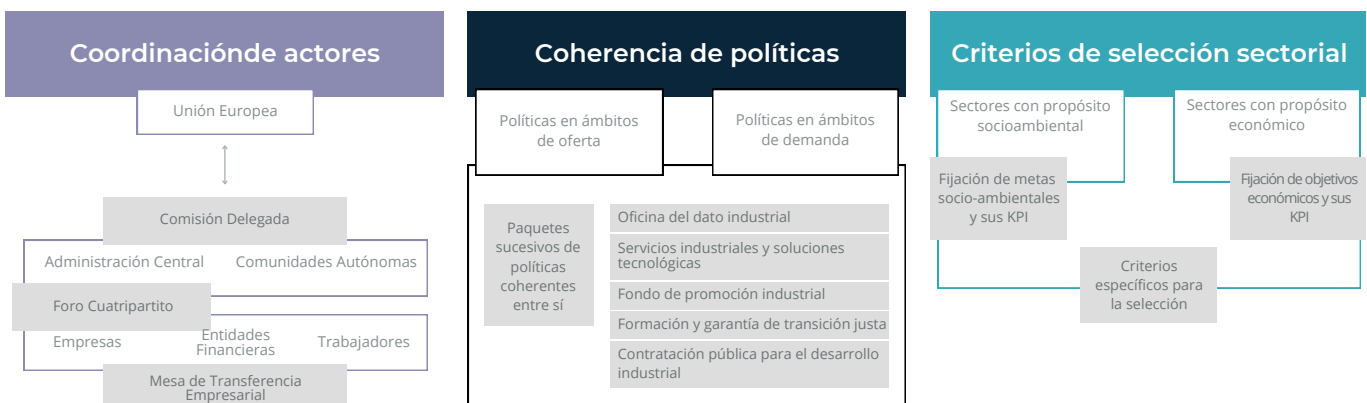 Coordinaciónde actores
Unión Europea
Comisión Delegada
Administración Central
Comunidades Autónomas
Foro Cuatripartito
Empresas
Entidades
Financieras
Trabajadores
Mesa de Transferencia
Empresarial
Coherencia de políticas
Políticas en ámbitos
de oferta
Políticas en ámbitos
de demanda
Paquetes
sucesivos de
políticas
coherentes
entre sí
Oficina del dato industrial
Servicios industriales y soluciones
tecnológicas
Fondo de promoción industrial
Formación y garantía de transición justa
Contratación pública para el desarrollo
industrial
Criterios de selección sectorial
Sectores con propósito
socioambiental
Sectores con propósito
económico
Fijación de metas
socio-ambientales
y sus KPI
Fijación de objetivos
económicos y sus
KPI
Criterios
específicos para
la selección